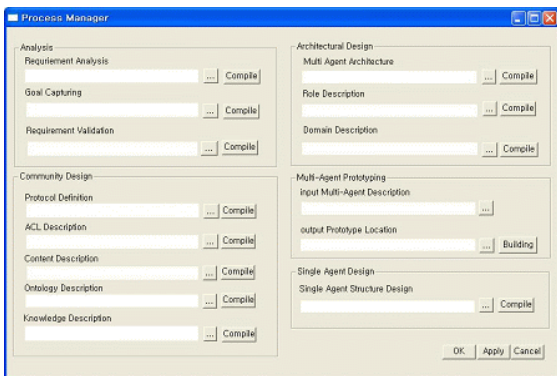 Process Manager
Analysis
Requriement Analysis
... Compile
Goal Capturing
... Compile
Requirement Validation
... Compile
Community Design
Protocol Definition
... Compile
ACL Description
... Compile
Content Description
... Compile
Ontology Description
... Compile
Knowledge Description
... Compile
Architectural Design
Multi Agent Architecture
... Compile
Role Description
... Compile
Domain Description
... Compile
Multi-Agent Prototyping
input Multi-Agent Description
...
output Prototype Location
... Building
Single Agent Design
Single Agent Structure Design
... Compile
OK Apply Cancel